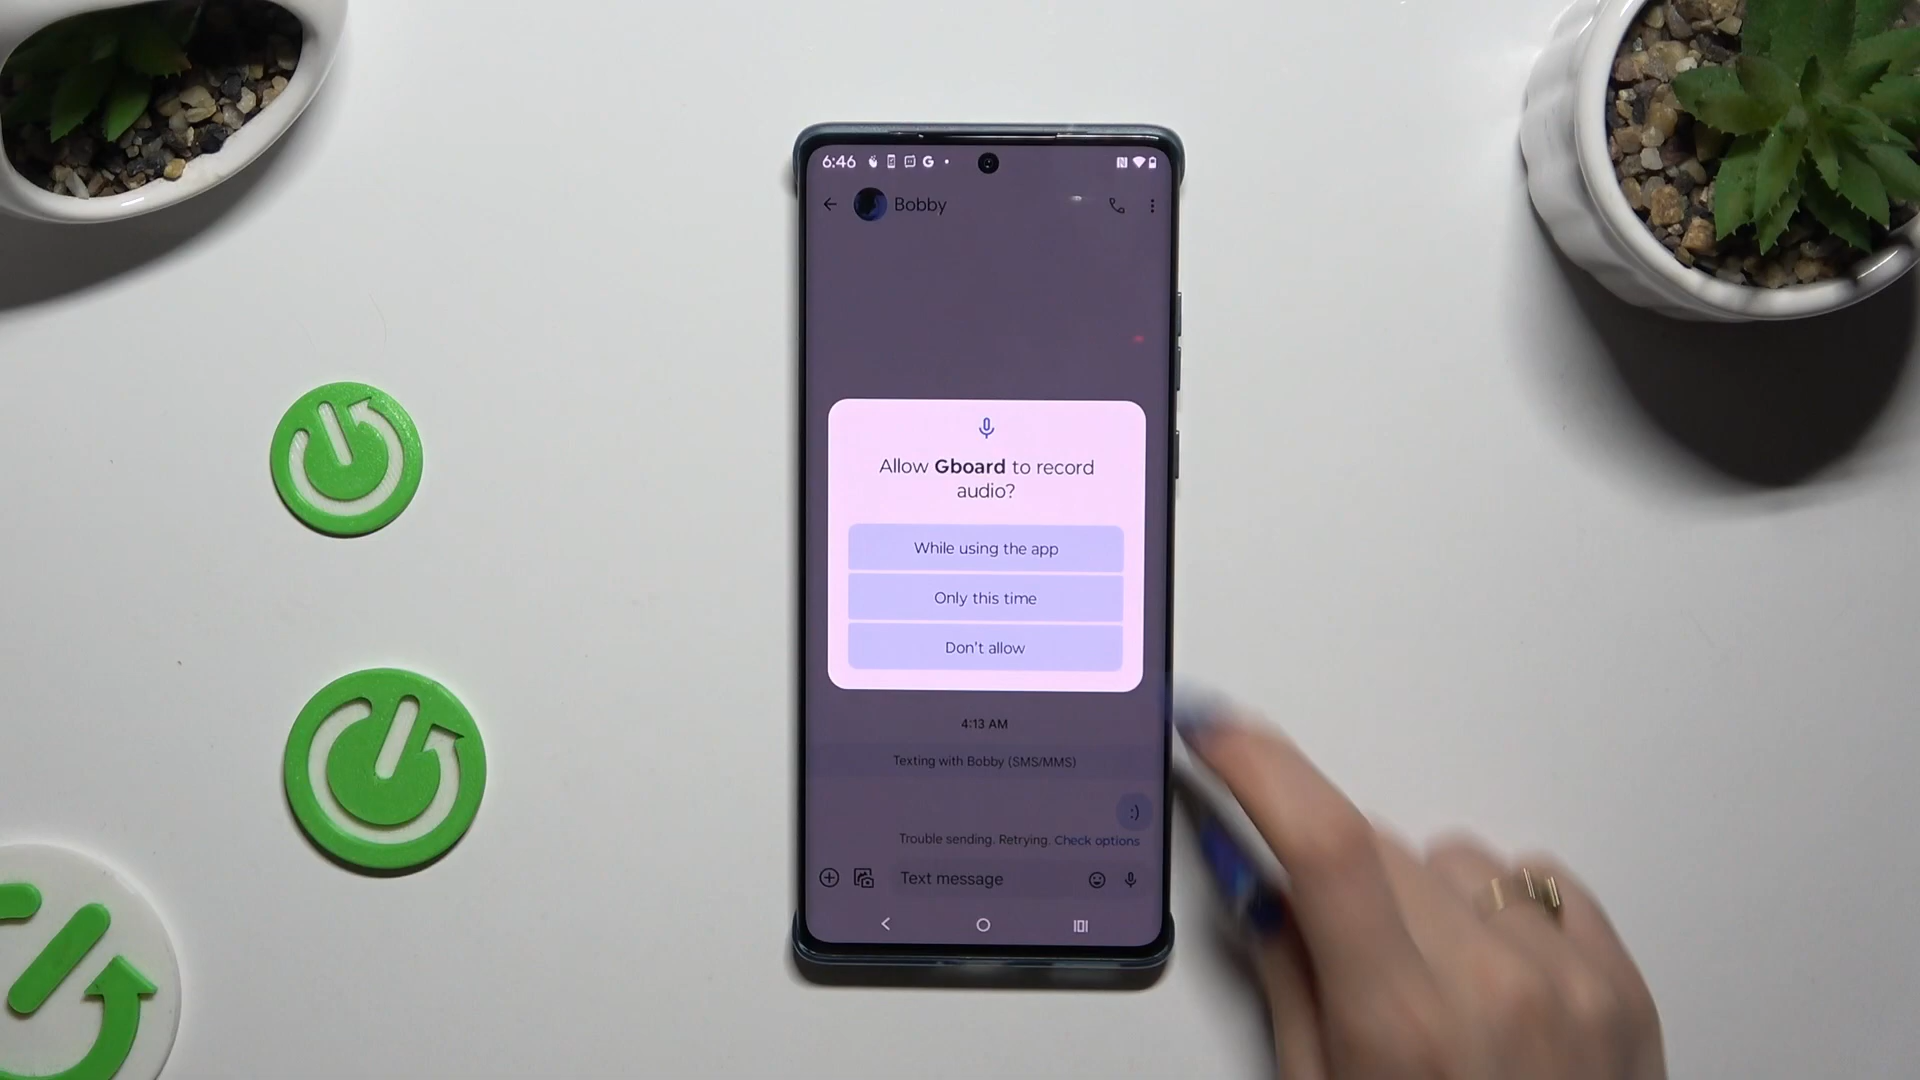 6:46
Bobby
Allow Gboard to record
audio?
While using the app
Only this time
Don't allow
4:13 AM
Texting with Bobby (SMS/MMS)
:)
Trouble sending. Retrying. Check options
Text message